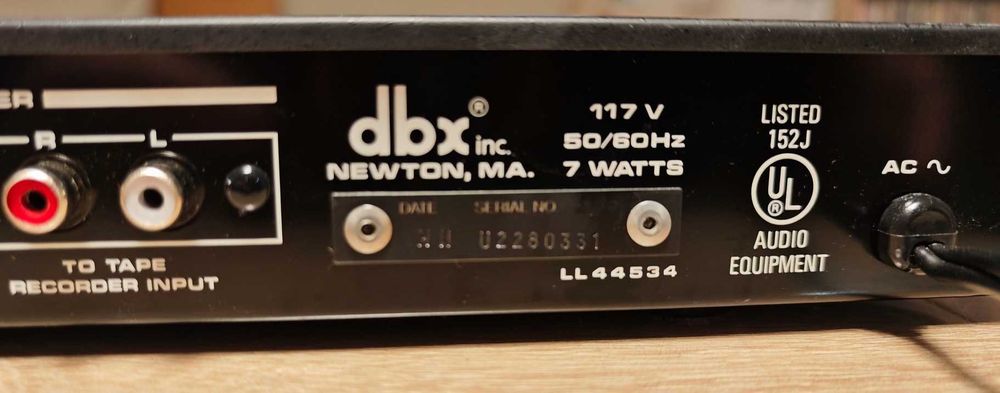 ER
R L
TO TAPE
RECORDER INPUT
dbx® inc.
NEWTON, MA.
117 V
50/60Hz
7 WATTS
DATE SERIAL NO
U2280331
LL44534
LISTED
152J
UL®
AUDIO
EQUIPMENT
AC ∿